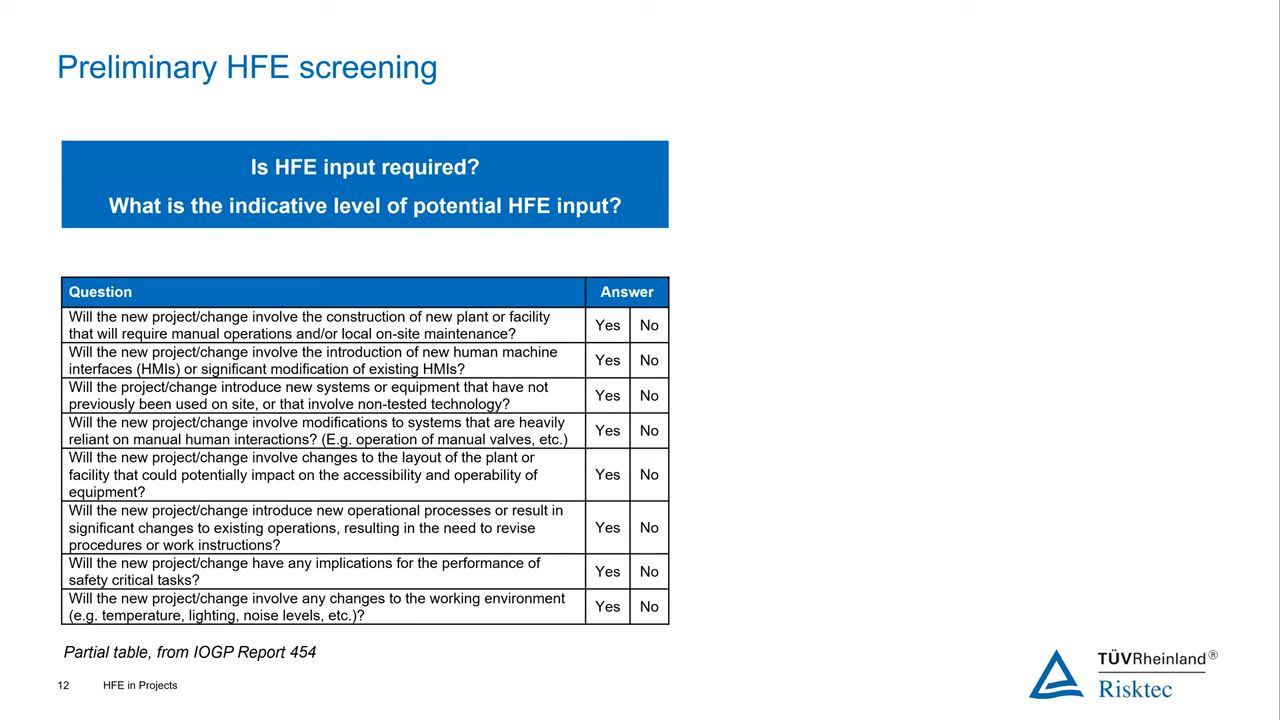 Preliminary HFE screening
Is HFE input required?
What is the indicative level of potential HFE input?
Question Answer
Will the new project/change involve the construction of new plant or facility
that will require manual operations and/or local on-site maintenance?
Yes No
Will the new project/change involve the introduction of new human machine
interfaces (HMIs) or significant modification of existing HMIs?
Yes No
Will the project/change introduce new systems or equipment that have not
previously been used on site, or that involve non-tested technology?
Yes No
Will the new project/change involve modifications to systems that are heavily
reliant on manual human interactions? (E.g. operation of manual valves, etc.)
Yes No
Will the new project/change involve changes to the layout of the plant or
facility that could potentially impact on the accessibility and operability of
equipment?
Yes No
Will the new project/change introduce new operational processes or result in
significant changes to existing operations, resulting in the need to revise
procedures or work instructions?
Yes No
Will the new project/change have any implications for the performance of
safety critical tasks?
Yes No
Will the new project/change involve any changes to the working environment
(e.g. temperature, lighting, noise levels, etc.)?
Yes No
Partial table, from IOGP Report 454
12 HFE in Projects
TÜVRheinland®
Risktec